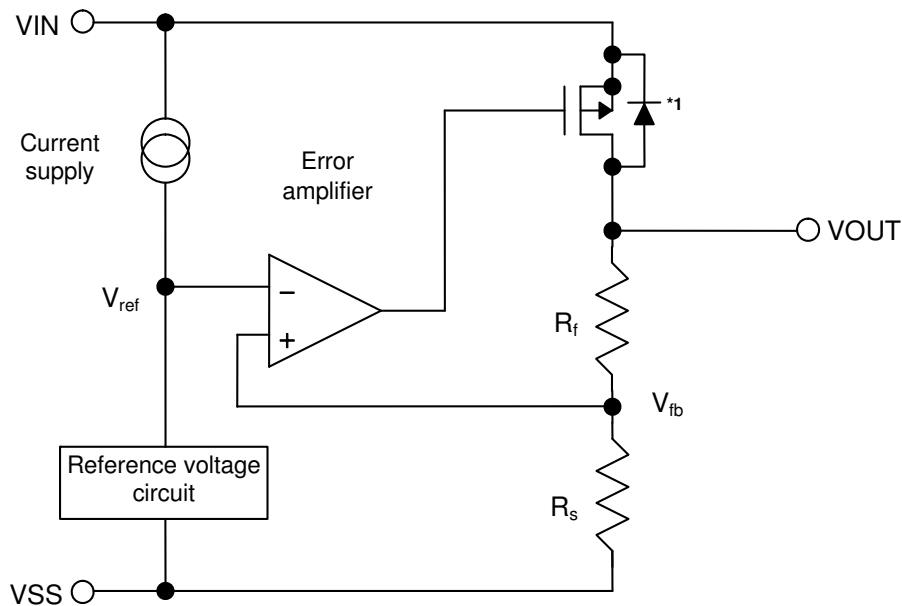 VIN
*1
Current
supply
Error
amplifier
VOUT
Vref
−
+
Rf
Vfb
Reference voltage
circuit
Rs
VSS